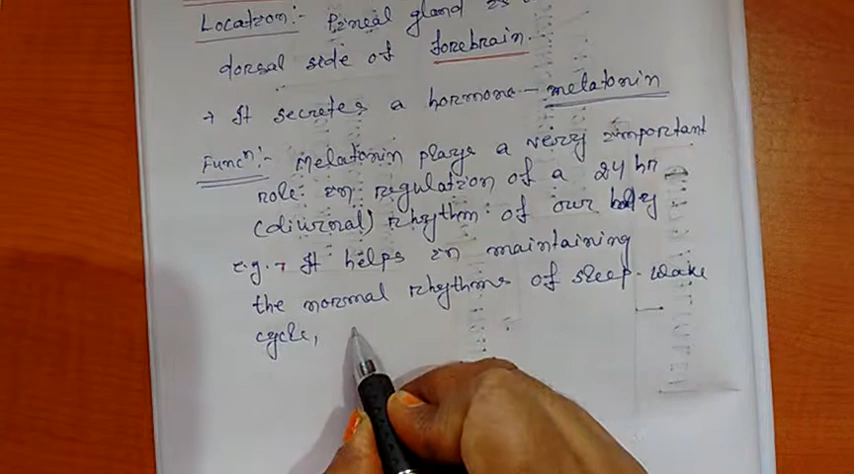 Location:- Pineal gland is
dorsal side of forebrain.
→ It secretes a hormone - melatonin
Funcⁿ:- Melatonin plays a very important
role in regulation of a 24 hr
(diurnal) rhythm of our body
e.g. → It helps in maintaining
the normal rhythms of sleep-wake
cycle,